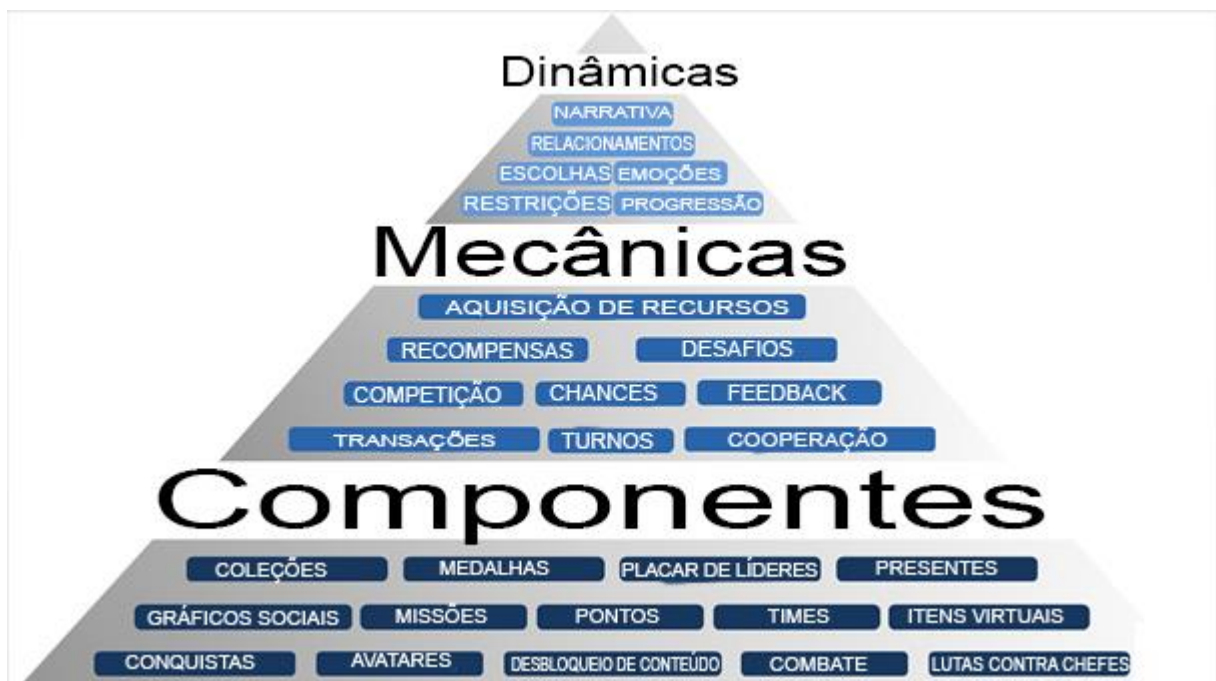 Dinâmicas
NARRATIVA
RELACIONAMENTOS
ESCOLHAS EMOÇÕES
RESTRIÇÕES PROGRESSÃO
Mecânicas
AQUISIÇÃO DE RECURSOS
RECOMPENSAS DESAFIOS
COMPETIÇÃO CHANCES FEEDBACK
TRANSAÇÕES TURNOS COOPERAÇÃO
Componentes
COLEÇÕES MEDALHAS PLACAR DE LÍDERES PRESENTES
GRÁFICOS SOCIAIS MISSÕES PONTOS TIMES ITENS VIRTUAIS
CONQUISTAS AVATARES DESBLOQUEIO DE CONTEÚDO COMBATE LUTAS CONTRA CHEFES